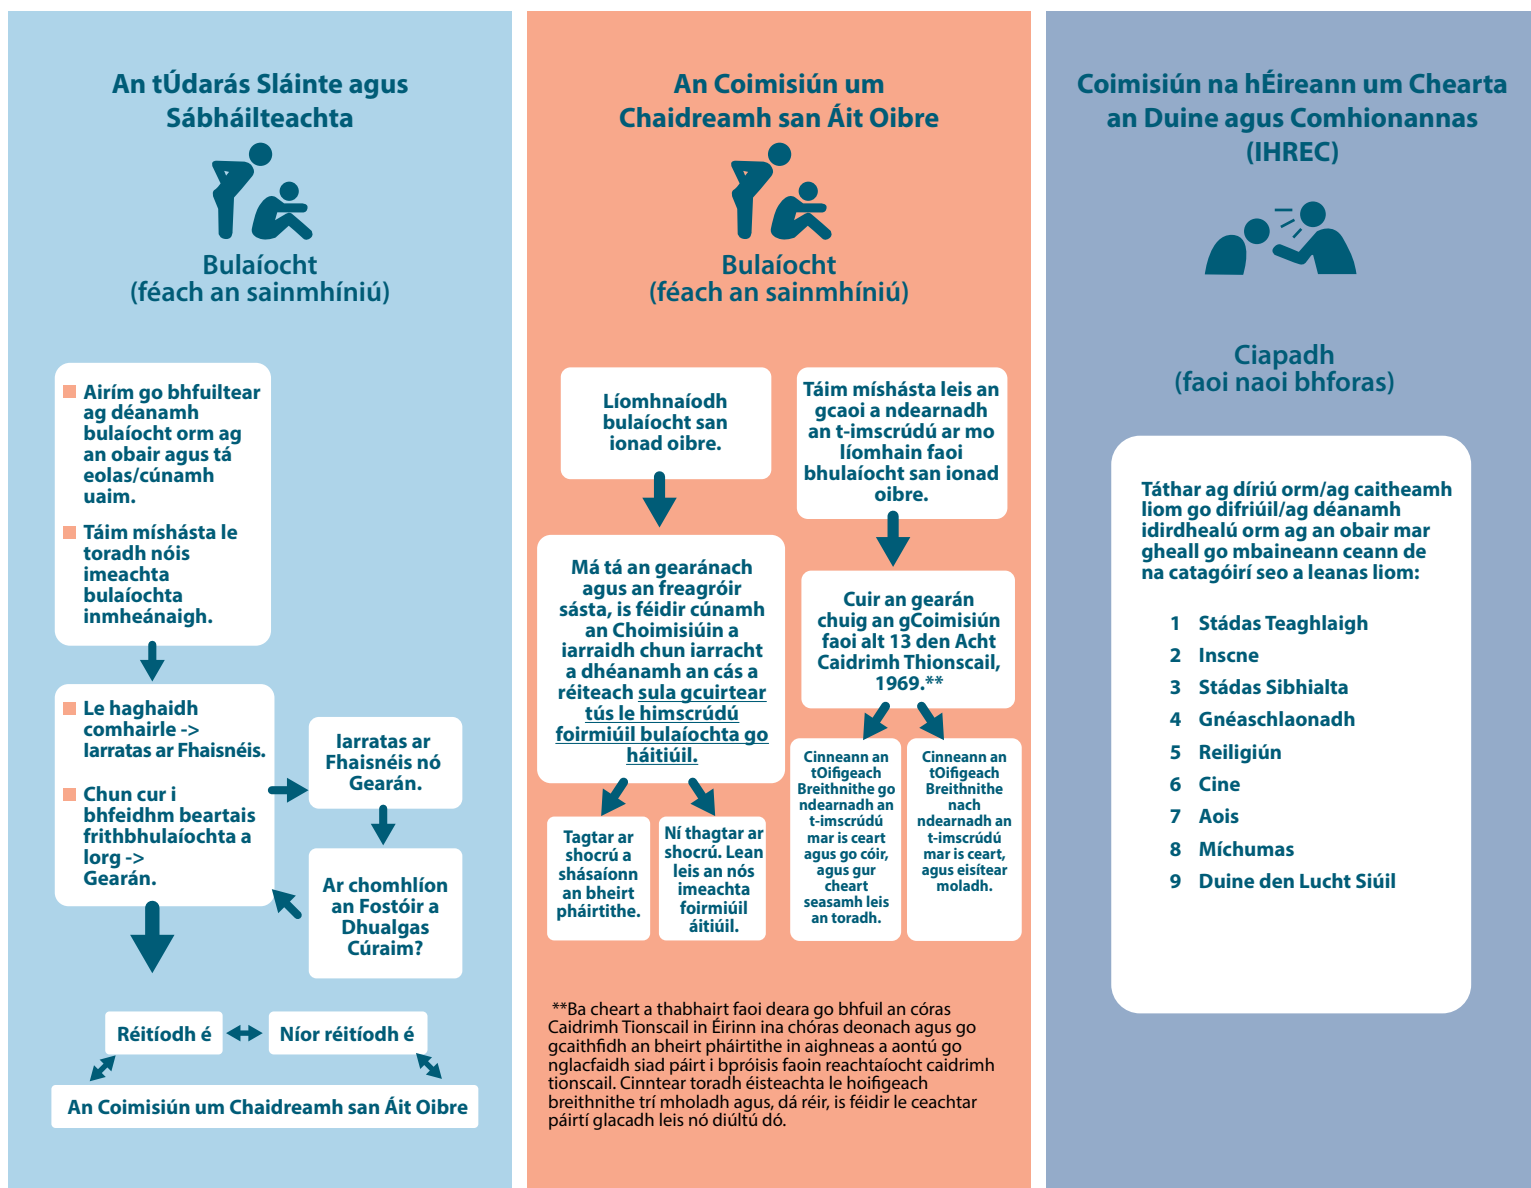 An tÚdarás Sláinte agus
Sábháilteachta
Bulaíocht
(féach an sainmhíniú)
Airím go bhfuiltear
ag déanamh
bulaíocht orm ag
an obair agus tá
eolas/cúnamh
uaim.
Táim míshásta le
toradh nóis
imeachta
bulaíochta
inmheánaigh.
Le haghaidh
comhairle ->
Iarratas ar Fhaisnéis.
Chun cur i
bhfeidhm beartais
frithbhulaíochta a
lorg ->
Gearán.
Iarratas ar
Fhaisnéis nó
Gearán.
Ar chomhlíon
an Fostóir a
Dhualgas
Cúraim?
Réitíodh é
Níor réitíodh é
An Coimisiún um Chaidreamh san Áit Oibre
An Coimisiún um
Chaidreamh san Áit Oibre
Bulaíocht
(féach an sainmhíniú)
Líomhnaíodh
bulaíocht san
ionad oibre.
Má tá an gearánach
agus an freagróir
sásta, is féidir cúnamh
an Choimisiúin a
iarraidh chun iarracht
a dhéanamh an cás a
réiteach sula gcuirtear
tús le himscrúdú
foirmiúil bulaíochta go
háitiúil.
Tagtar ar
shocrú a
shásaíonn
an bheirt
pháirtithe.
Ní thagtar ar
shocrú. Lean
leis an nós
imeachta
foirmiúil
áitiúil.
Táim míshásta leis an
gcaoi a ndearnadh
an t-imscrúdú ar mo
líomhain faoi
bhulaíocht san ionad
oibre.
Cuir an gearán
chuig an gCoimisiún
faoi alt 13 den Acht
Caidrimh Thionscail,
1969.**
Cinneann an
tOifigeach
Breithnithe go
ndearnadh an
t-imscrúdú
mar is ceart
agus go cóir,
agus gur
cheart
seasamh leis
an toradh.
Cinneann an
tOifigeach
Breithnithe
nach
ndearnadh an
t-imscrúdú
mar is ceart,
agus eisítear
moladh.
**Ba cheart a thabhairt faoi deara go bhfuil an córas
Caidrimh Tionscail in Éirinn ina chóras deonach agus go
gcaithfidh an bheirt pháirtithe in aighneas a aontú go
nglacfaidh siad páirt i bpróisis faoin reachtaíocht caidrimh
tionscail. Cinntear toradh éisteachta le hoifigeach
breithnithe trí mholadh agus, dá réir, is féidir le ceachtar
páirtí glacadh leis nó diúltú dó.
Coimisiún na hÉireann um Chearta
an Duine agus Comhionannas
(IHREC)
Ciapadh
(faoi naoi bhforas)
Táthar ag díriú orm/ag caitheamh
liom go difriúil/ag déanamh
idirdhealú orm ag an obair mar
gheall go mbaineann ceann de
na catagóirí seo a leanas liom:
1 Stádas Teaghlaigh
2 Inscne
3 Stádas Sibhialta
4 Gnéaschlaonadh
5 Reiligiún
6 Cine
7 Aois
8 Míchumas
9 Duine den Lucht Siúil